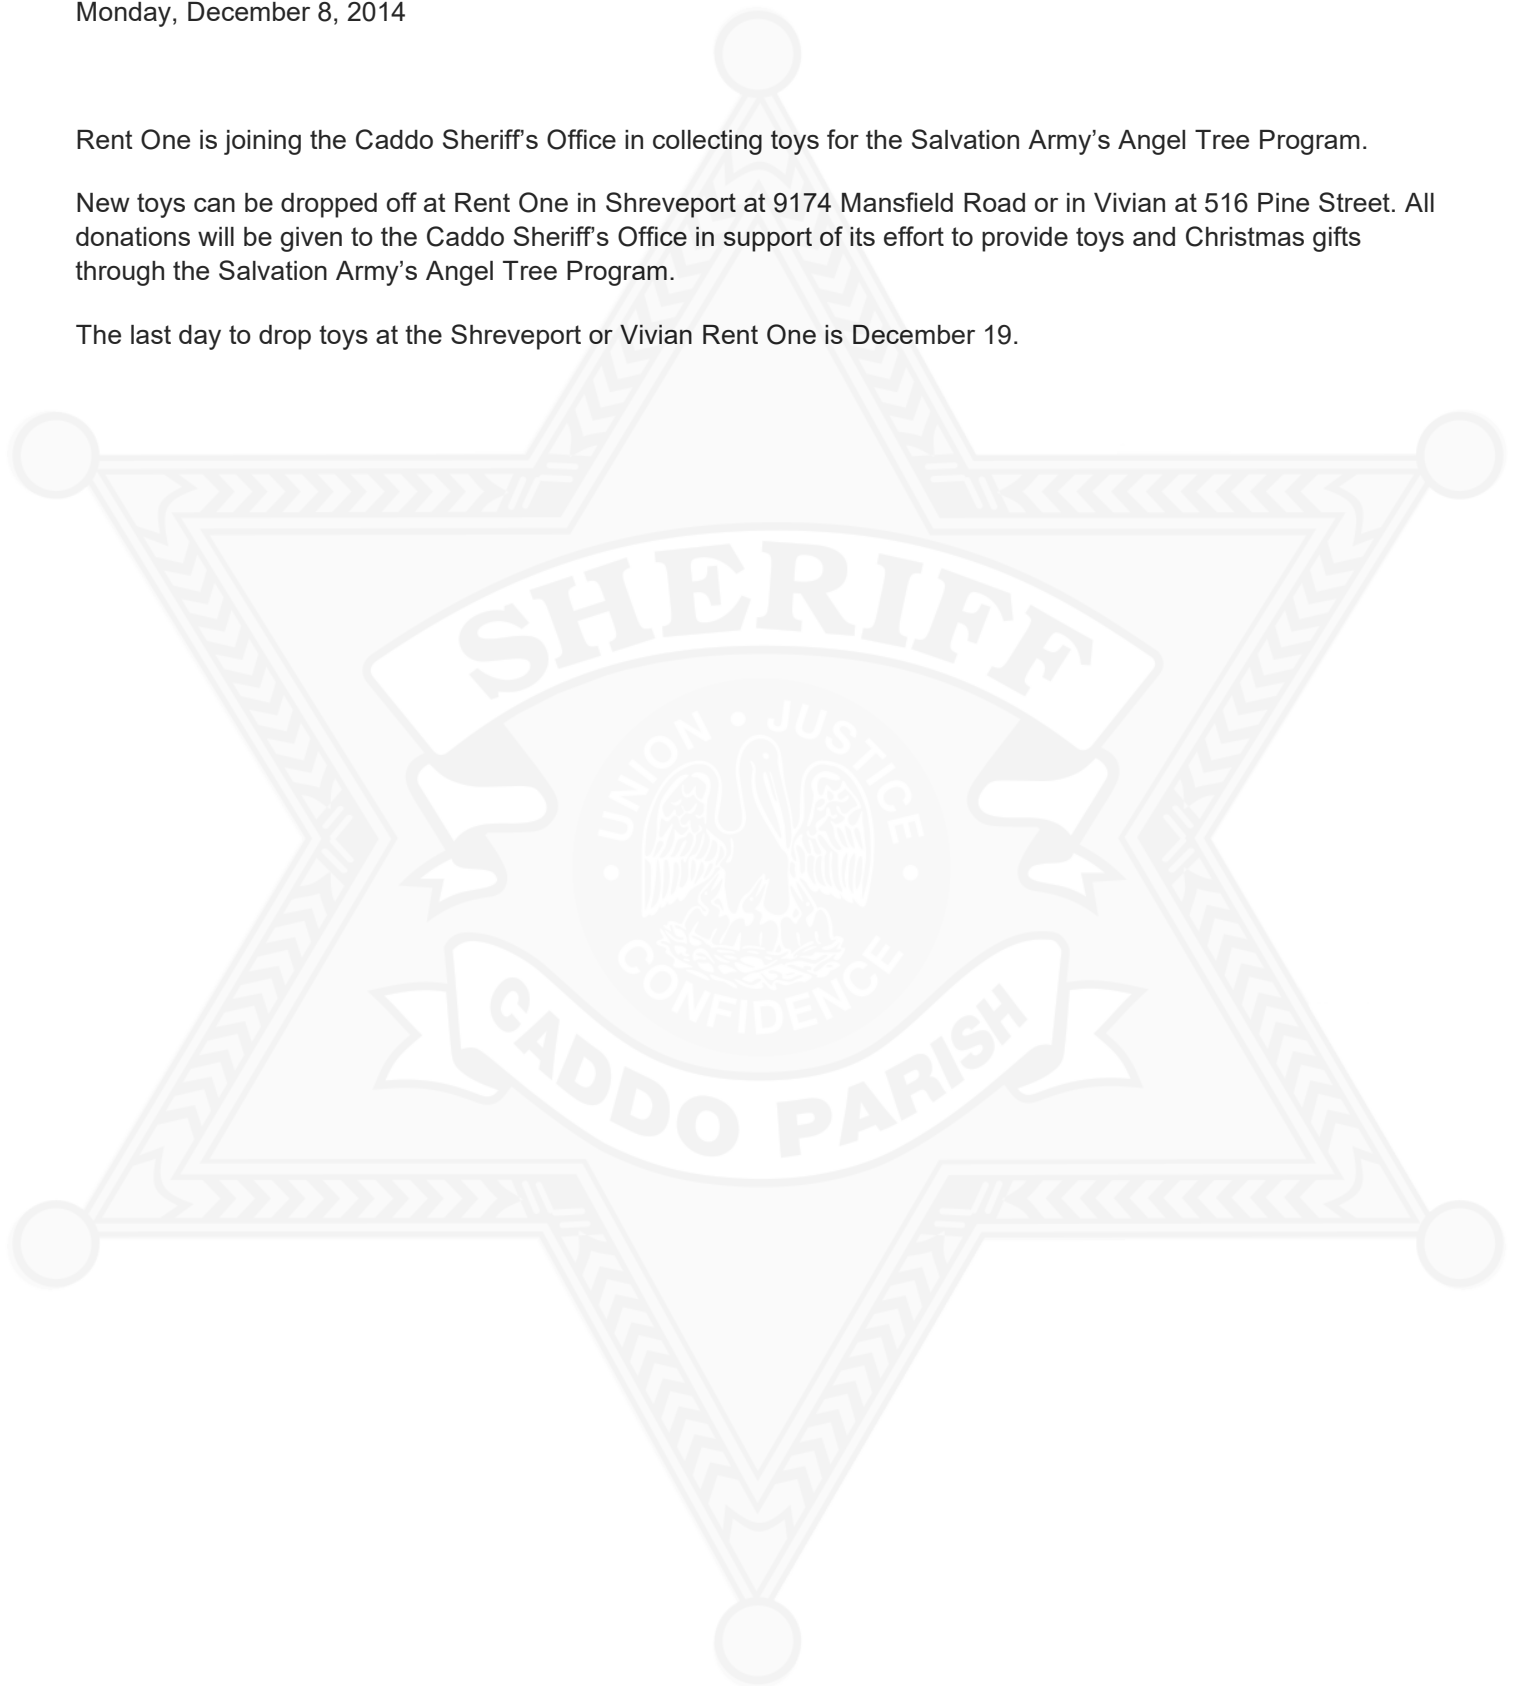 Monday, December 8, 2014
Rent One is joining the Caddo Sheriff’s Office in collecting toys for the Salvation Army’s Angel Tree Program.
New toys can be dropped off at Rent One in Shreveport at 9174 Mansfield Road or in Vivian at 516 Pine Street. All
donations will be given to the Caddo Sheriff’s Office in support of its effort to provide toys and Christmas gifts
through the Salvation Army’s Angel Tree Program.
The last day to drop toys at the Shreveport or Vivian Rent One is December 19.
SHERIFF
UNION • JUSTICE
• CONFIDENCE •
CADDO PARISH